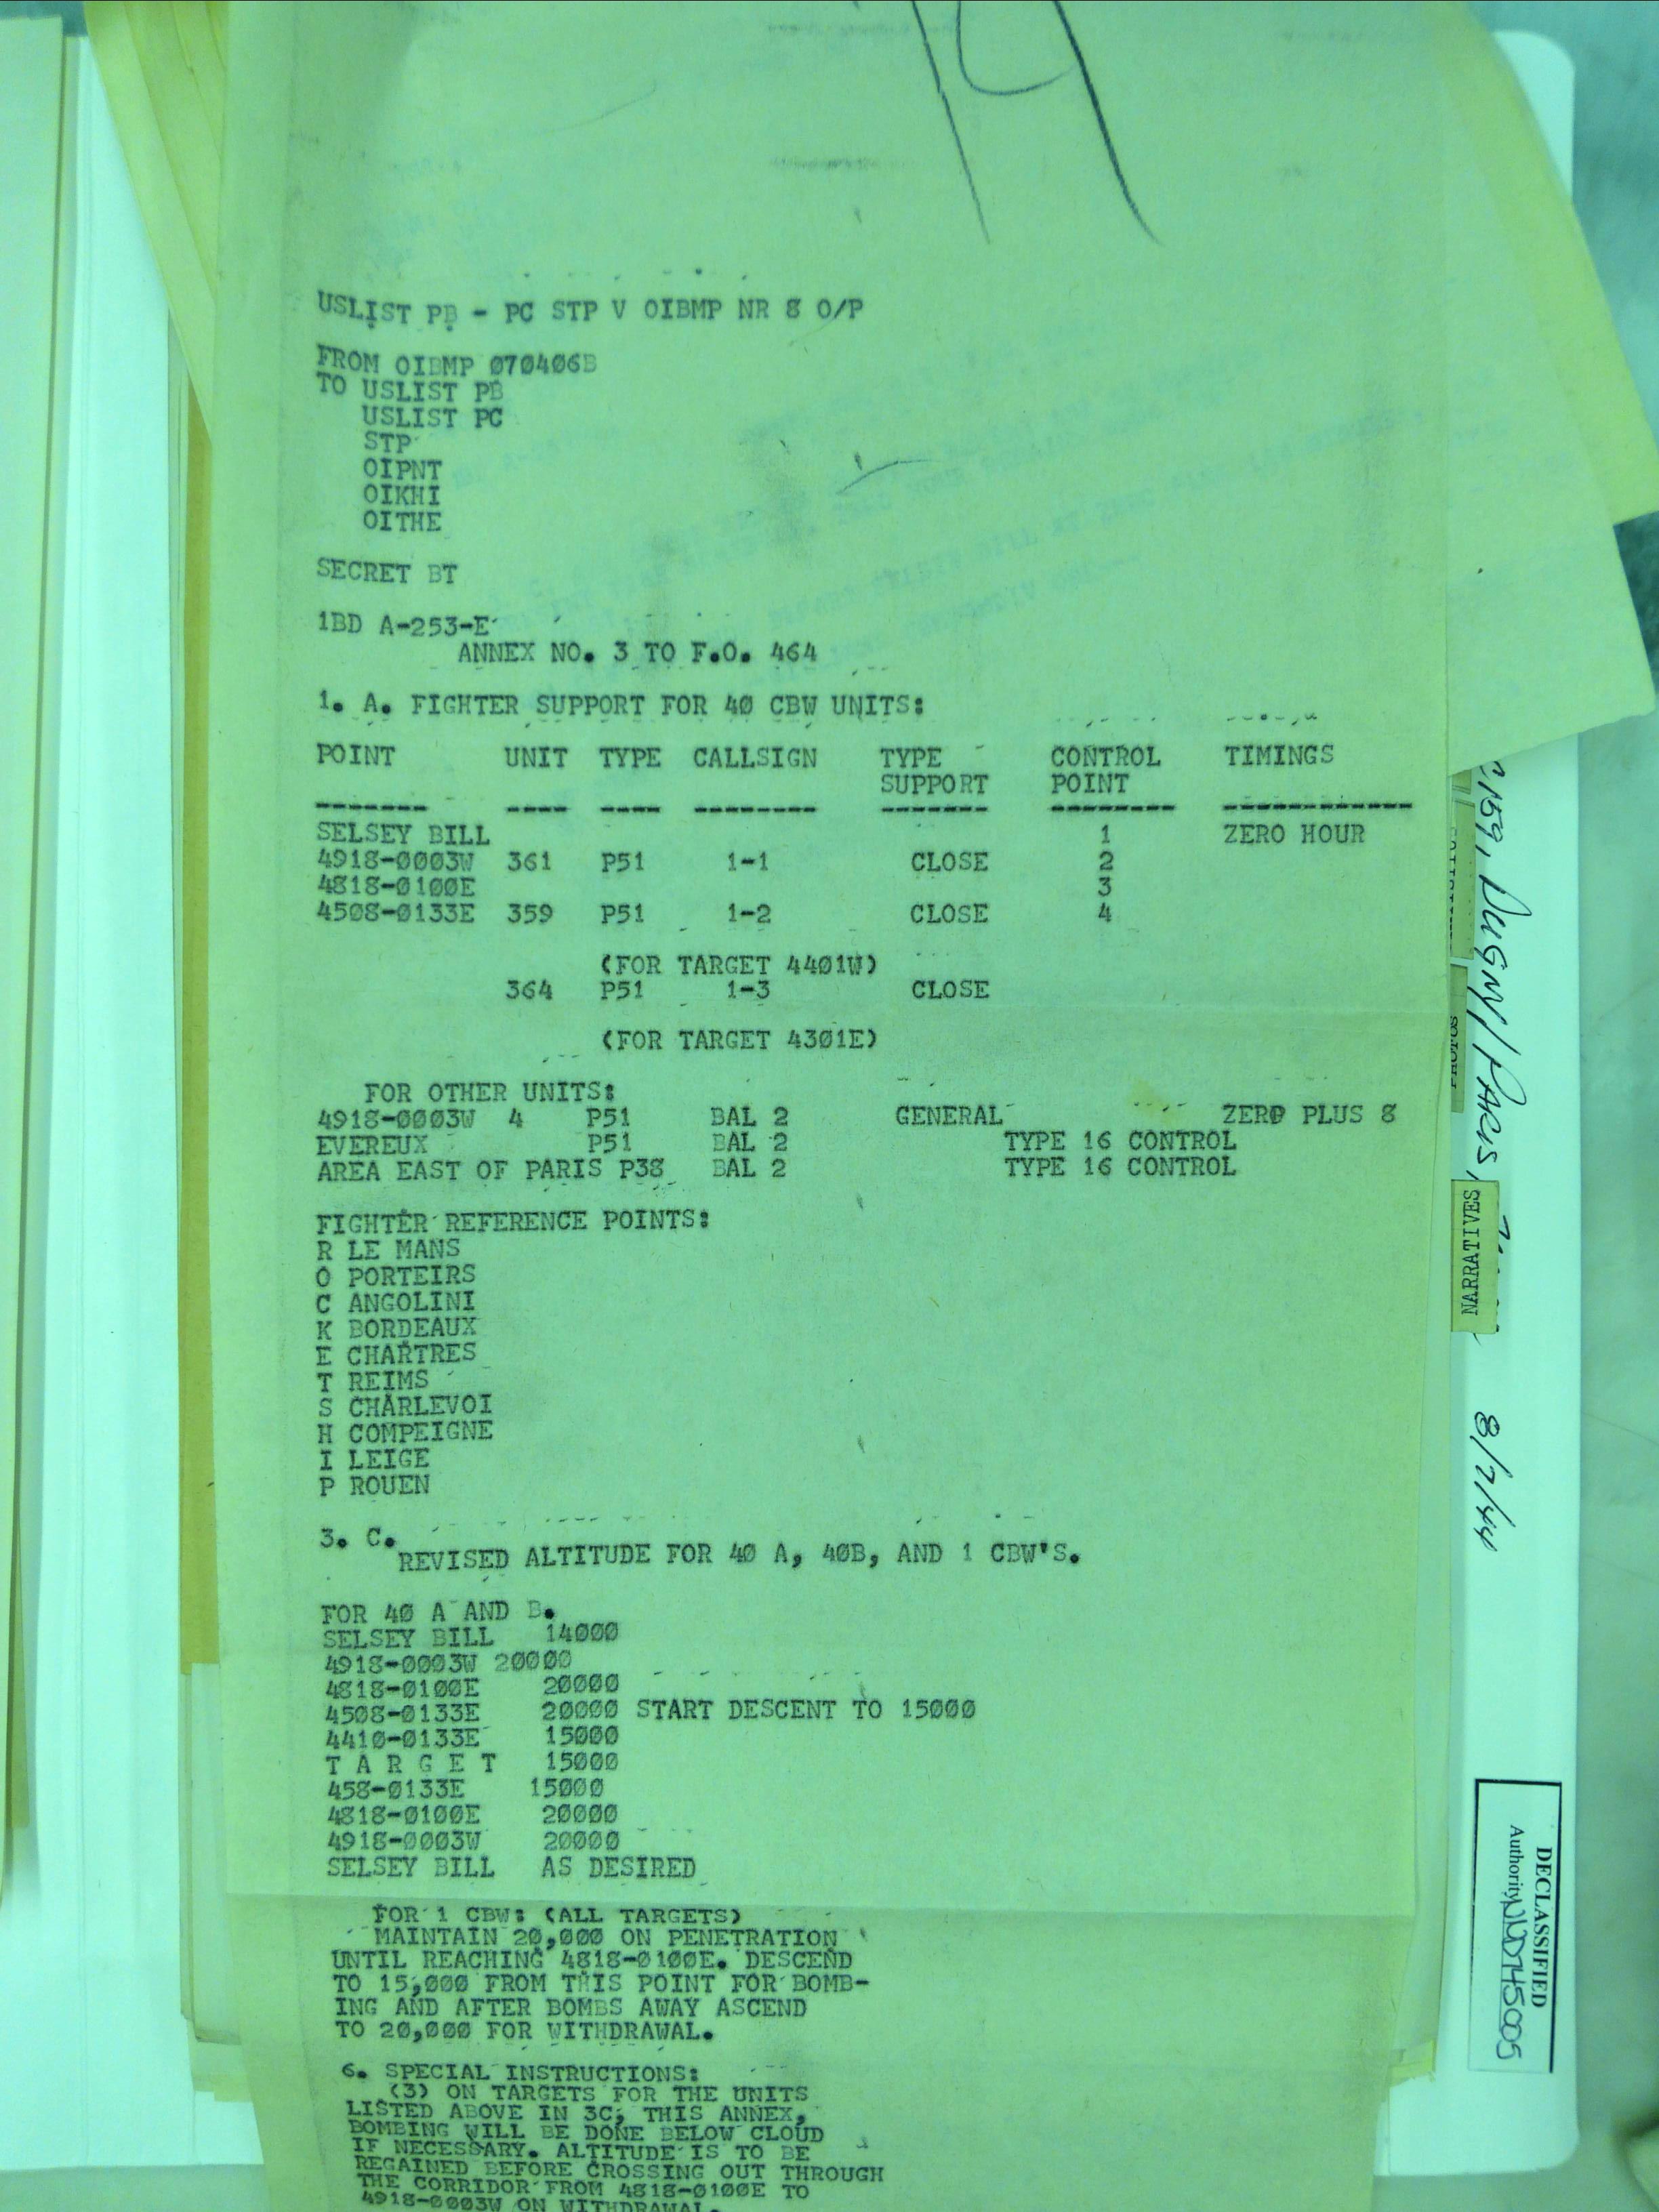 USLIST PB - PC STP V OIBMP NR 8 O/P
FROM OIBMP 070406B
TO USLIST PB
USLIST PC
STP
OIPNT
OIKHI
OITHE
SECRET BT
1BD A-253-E
ANNEX NO. 3 TO F.O. 464
1. A. FIGHTER SUPPORT FOR 40 CBW UNITS:
POINT UNIT TYPE CALLSIGN TYPE CONTROL TIMINGS
SUPPORT POINT
------- ---- ---- -------- ------- -------- ------------
SELSEY BILL 1 ZERO HOUR
4918-0003W 361 P51 1-1 CLOSE 2
4818-0100E 3
4508-0133E 359 P51 1-2 CLOSE 4
(FOR TARGET 4401W)
364 P51 1-3 CLOSE
(FOR TARGET 4301E)
FOR OTHER UNITS:
4918-0003W 4 P51 BAL 2 GENERAL ZERO PLUS 8
EVEREUX P51 BAL 2 TYPE 16 CONTROL
AREA EAST OF PARIS P38 BAL 2 TYPE 16 CONTROL
FIGHTER REFERENCE POINTS:
R LE MANS
O PORTEIRS
C ANGOLINI
K BORDEAUX
E CHARTRES
T REIMS
S CHARLEVOI
H COMPEIGNE
I LEIGE
P ROUEN
3. C.
REVISED ALTITUDE FOR 40 A, 40B, AND 1 CBW'S.
FOR 40 A AND B.
SELSEY BILL 14000
4918-0003W 20000
4818-0100E 20000
4508-0133E 20000 START DESCENT TO 15000
4410-0133E 15000
T A R G E T 15000
458-0133E 15000
4818-0100E 20000
4918-0003W 20000
SELSEY BILL AS DESIRED
FOR 1 CBW: (ALL TARGETS)
MAINTAIN 20,000 ON PENETRATION
UNTIL REACHING 4818-0100E. DESCEND
TO 15,000 FROM THIS POINT FOR BOMB-
ING AND AFTER BOMBS AWAY ASCEND
TO 20,000 FOR WITHDRAWAL.
6. SPECIAL INSTRUCTIONS:
(3) ON TARGETS FOR THE UNITS
LISTED ABOVE IN 3C, THIS ANNEX,
BOMBING WILL BE DONE BELOW CLOUD
IF NECESSARY. ALTITUDE IS TO BE
REGAINED BEFORE CROSSING OUT THROUGH
THE CORRIDOR FROM 4818-0100E TO
4918-0003W ON WITHDRAWAL.
159, DUGNY/PARIS,
8/7/44
PHOTOS
NARRATIVES
DECLASSIFIED
Authority NND745005